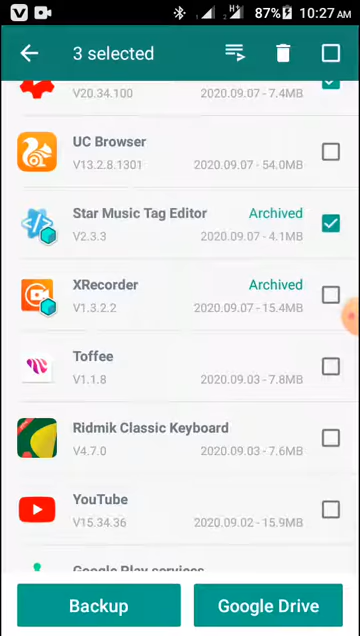 87% 10:27 AM
3 selected
V20.34.100 2020.09.07 - 7.4MB
UC Browser
V13.2.8.1301 2020.09.07 - 54.0MB
Star Music Tag Editor Archived
V2.3.3 2020.09.07 - 4.1MB
XRecorder Archived
V1.3.2.2 2020.09.07 - 15.4MB
Toffee
V1.1.8 2020.09.03 - 7.8MB
Ridmik Classic Keyboard
V4.7.0 2020.09.03 - 7.6MB
YouTube
V15.34.36 2020.09.02 - 15.9MB
Google Play services
Backup Google Drive